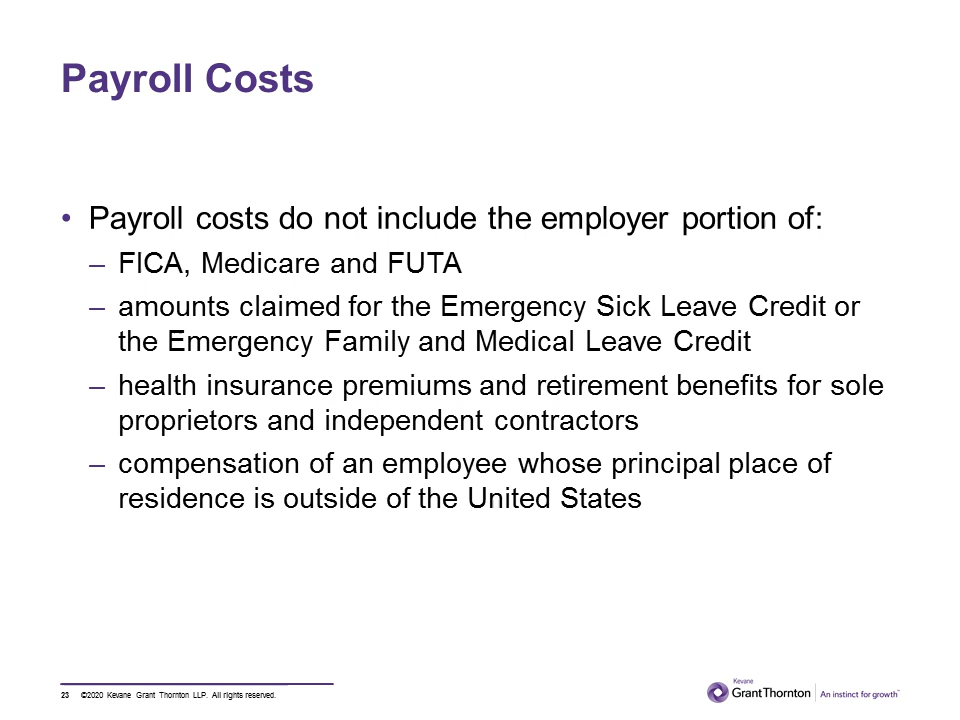 Payroll Costs
• Payroll costs do not include the employer portion of:
– FICA, Medicare and FUTA
– amounts claimed for the Emergency Sick Leave Credit or
the Emergency Family and Medical Leave Credit
– health insurance premiums and retirement benefits for sole
proprietors and independent contractors
– compensation of an employee whose principal place of
residence is outside of the United States
23 ©2020 Kevane Grant Thornton LLP. All rights reserved.
Kevane
GrantThornton An instinct for growth™